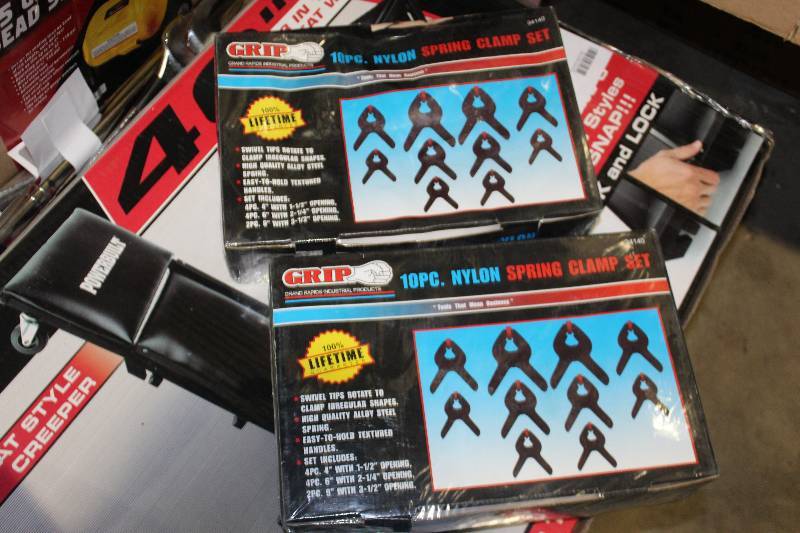 GRIP
GRAND RAPIDS INDUSTRIAL PRODUCTS
10PC. NYLON SPRING CLAMP SET
"Tools That Mean Business"
100%
LIFETIME
GUARANTEE
SWIVEL TIPS ROTATE TO
CLAMP IRREGULAR SHAPES.
HIGH QUALITY ALLOY STEEL
SPRING.
EASY-TO-HOLD TEXTURED
HANDLES.
SET INCLUDES:
4PC. 4" WITH 1-1/2" OPENING.
4PC. 6" WITH 2-1/4" OPENING.
2PC. 9" WITH 3-1/2" OPENING.
NYLON
GRIP
GRAND RAPIDS INDUSTRIAL PRODUCTS
10PC. NYLON SPRING CLAMP SET
"Tools That Mean Business"
100%
LIFETIME
GUARANTEE
SWIVEL TIPS ROTATE TO
CLAMP IRREGULAR SHAPES.
HIGH QUALITY ALLOY STEEL
SPRING.
EASY-TO-HOLD TEXTURED
HANDLES.
SET INCLUDES:
4PC. 4" WITH 1-1/2" OPENING.
4PC. 6" WITH 2-1/4" OPENING.
2PC. 9" WITH 3-1/2" OPENING.
POWERBUILT
AT STYLE
CREEPER
4
IN
Styles
SNAP!!!
and LOCK